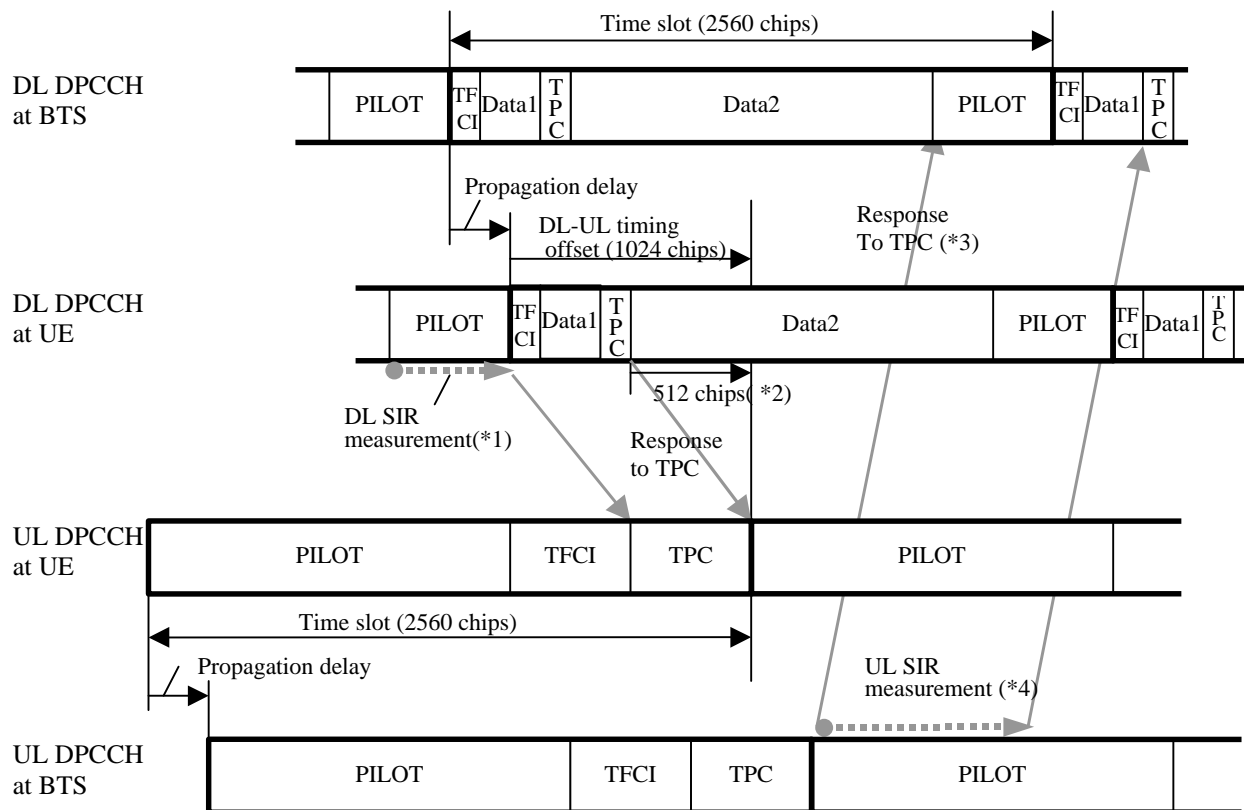 Time slot (2560 chips)
DL DPCCH
at BTS
PILOT
TF
CI
Data1
T
P
C
Data2
PILOT
TF
CI
Data1
T
P
C
Propagation delay
DL-UL timing
offset (1024 chips)
Response
To TPC (*3)
DL DPCCH
at UE
PILOT
TF
CI
Data1
T
P
C
Data2
PILOT
TF
CI
Data1
T
P
C
512 chips( *2)
DL SIR
measurement(*1)
Response
to TPC
UL DPCCH
at UE
PILOT
TFCI
TPC
PILOT
Time slot (2560 chips)
Propagation delay
UL SIR
measurement (*4)
UL DPCCH
at BTS
PILOT
TFCI
TPC
PILOT